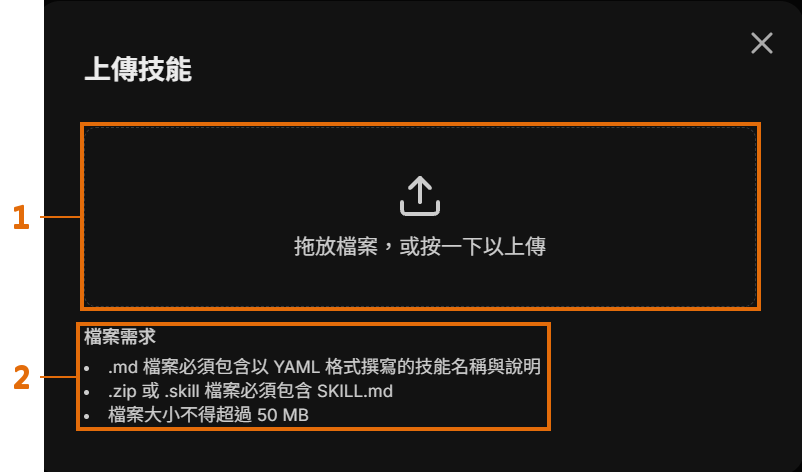 上傳技能
1
拖放檔案，或按一下以上傳
2
檔案需求
• .md 檔案必須包含以 YAML 格式撰寫的技能名稱與說明
• .zip 或 .skill 檔案必須包含 SKILL.md
• 檔案大小不得超過 50 MB